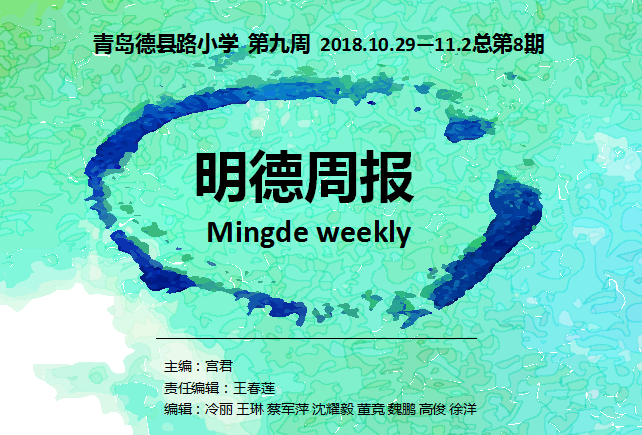 青岛德县路小学 第九周 2018.10.29—11.2总第8期
明德周报
Mingde weekly
主编：宫君
责任编辑：王春莲
编辑：冷丽 王琳 蔡军萍 沈耀毅 董竟 魏鹏 高俊 徐洋